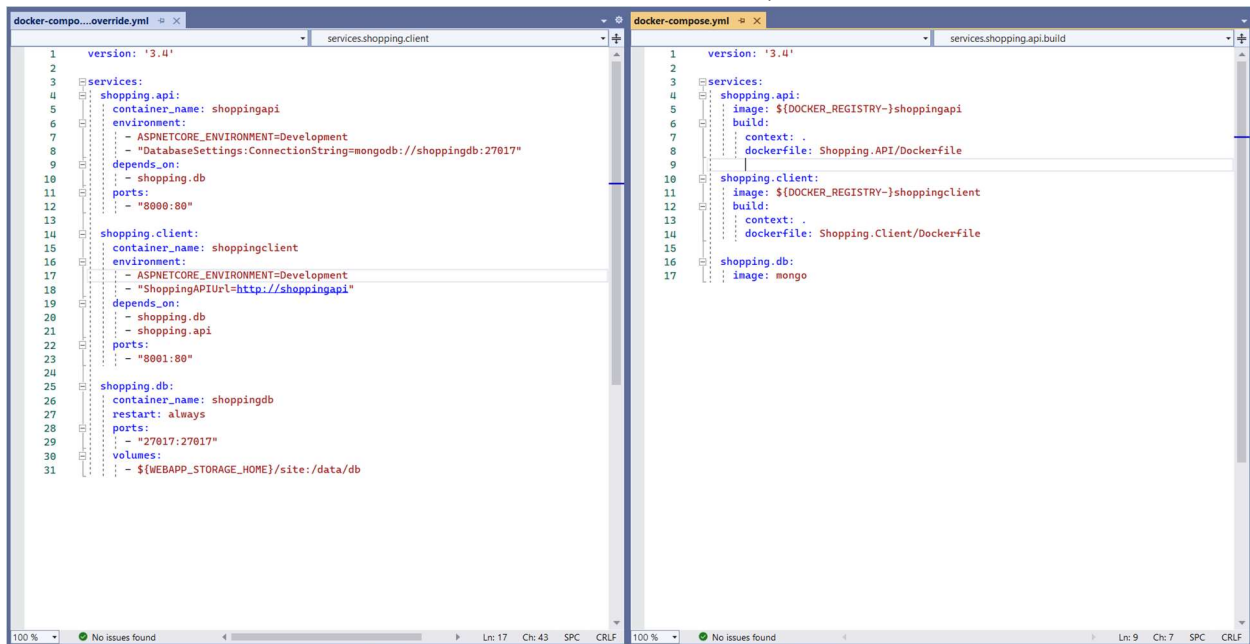 docker-compo....override.yml
services.shopping.client
1 version: '3.4'
2
3 services:
4 shopping.api:
5 container_name: shoppingapi
6 environment:
7 - ASPNETCORE_ENVIRONMENT=Development
8 - "DatabaseSettings:ConnectionString=mongodb://shoppingdb:27017"
9 depends_on:
10 - shopping.db
11 ports:
12 - "8000:80"
13
14 shopping.client:
15 container_name: shoppingclient
16 environment:
17 - ASPNETCORE_ENVIRONMENT=Development
18 - "ShoppingAPIUrl=http://shoppingapi"
19 depends_on:
20 - shopping.db
21 - shopping.api
22 ports:
23 - "8001:80"
24
25 shopping.db:
26 container_name: shoppingdb
27 restart: always
28 ports:
29 - "27017:27017"
30 volumes:
31 - ${WEBAPP_STORAGE_HOME}/site:/data/db
100 % No issues found Ln: 17 Ch: 43 SPC CRLF
docker-compose.yml
services.shopping.api.build
1 version: '3.4'
2
3 services:
4 shopping.api:
5 image: ${DOCKER_REGISTRY-}shoppingapi
6 build:
7 context: .
8 dockerfile: Shopping.API/Dockerfile
9
10 shopping.client:
11 image: ${DOCKER_REGISTRY-}shoppingclient
12 build:
13 context: .
14 dockerfile: Shopping.Client/Dockerfile
15
16 shopping.db:
17 image: mongo
100 % No issues found Ln: 9 Ch: 7 SPC CRLF